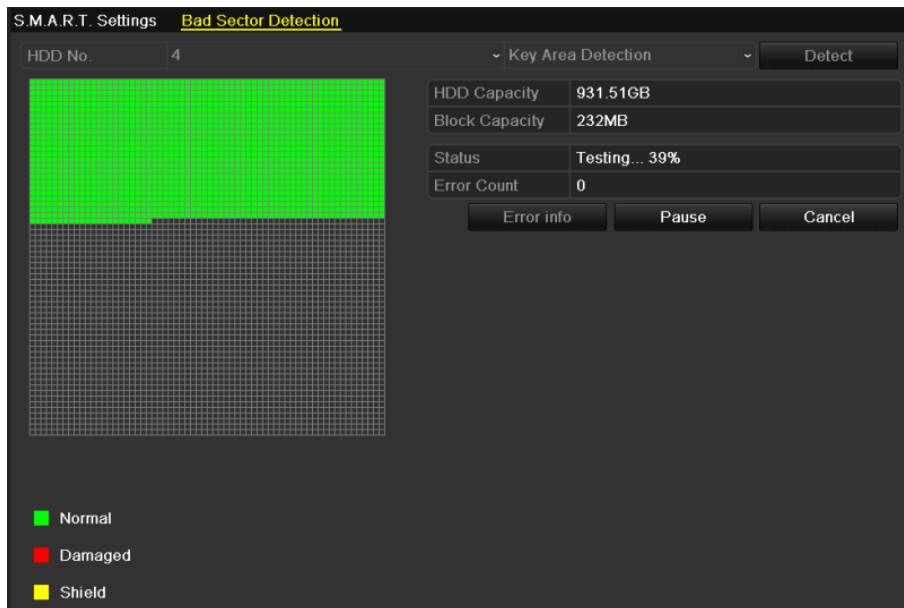 S.M.A.R.T. Settings Bad Sector Detection
HDD No. 4 Key Area Detection Detect
HDD Capacity 931.51GB
Block Capacity 232MB
Status Testing... 39%
Error Count 0
Error info Pause Cancel
Normal
Damaged
Shield